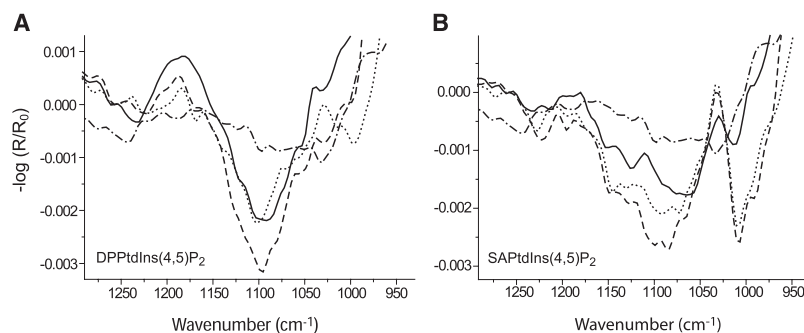 A
-log (R/R₀)
0.001
0.000
-0.001
-0.002
-0.003
DPPtdIns(4,5)P₂
1250 1200 1150 1100 1050 1000 950
Wavenumber (cm⁻¹)
B
0.000
-0.001
-0.002
-0.003
SAPtdIns(4,5)P₂
1250 1200 1150 1100 1050 1000 950
Wavenumber (cm⁻¹)